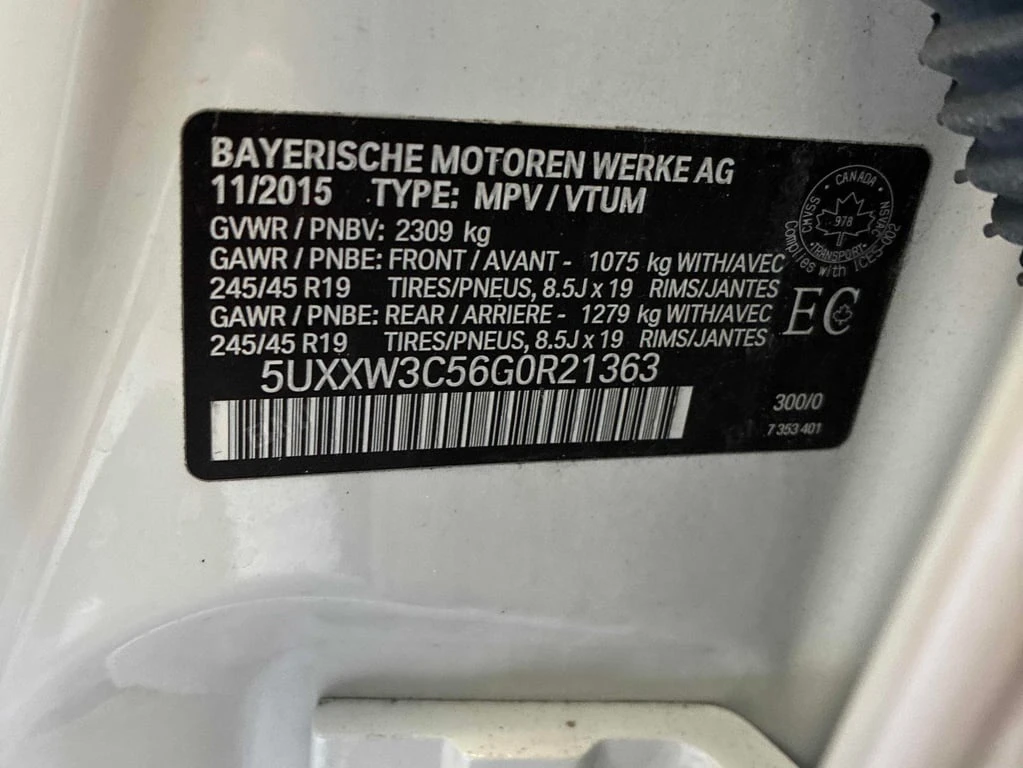 BAYERISCHE MOTOREN WERKE AG
11/2015 TYPE: MPV / VTUM
GVWR / PNBV: 2309 kg
GAWR / PNBE: FRONT / AVANT - 1075 kg WITH/AVEC
245/45 R19 TIRES/PNEUS, 8.5J x 19 RIMS/JANTES
GAWR / PNBE: REAR / ARRIERE - 1279 kg WITH/AVEC
245/45 R19 TIRES/PNEUS, 8.5J x 19 RIMS/JANTES
5UXXW3C56G0R21363
CANADA
CMVSS 978 NSVAC
TRANSPORT
Complies with ICES-002
EC
300/0
7 353 401